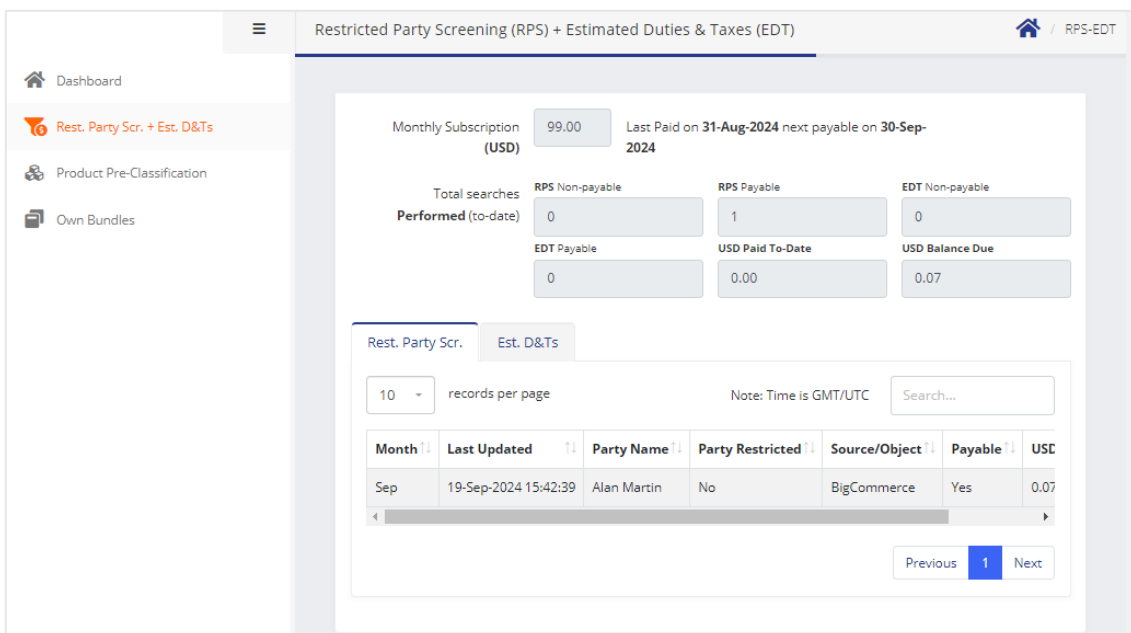 Restricted Party Screening (RPS) + Estimated Duties & Taxes (EDT)
/ RPS-EDT
Dashboard
Rest. Party Scr. + Est. D&Ts
Product Pre-Classification
Own Bundles
Monthly Subscription
(USD)
99.00
Last Paid on 31-Aug-2024 next payable on 30-Sep-
2024
Total searches
Performed (to-date)
RPS Non-payable
RPS Payable
EDT Non-payable
0
1
0
EDT Payable
USD Paid To-Date
USD Balance Due
0
0.00
0.07
Rest. Party Scr.
Est. D&Ts
10
records per page
Note: Time is GMT/UTC
Search...
Month Last Updated Party Name Party Restricted Source/Object Payable USD
Sep 19-Sep-2024 15:42:39 Alan Martin No BigCommerce Yes 0.07
Previous 1 Next